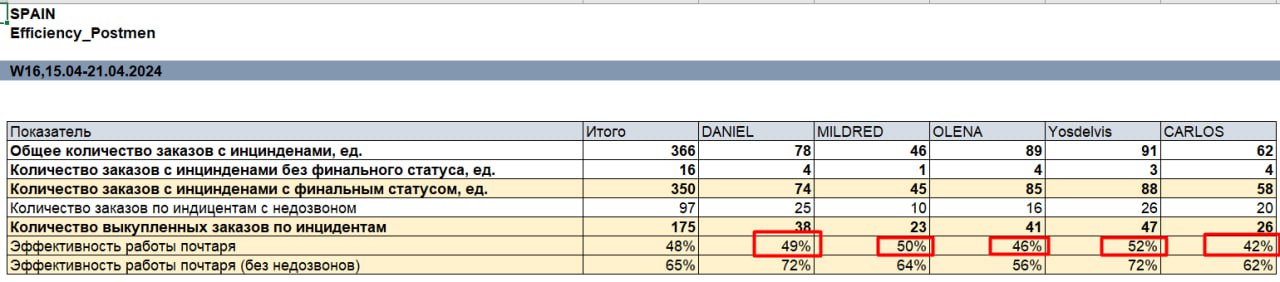 SPAIN
Efficiency_Postmen
W16,15.04-21.04.2024
Показатель Итого DANIEL MILDRED OLENA Yosdelvis CARLOS
Общее количество заказов с инцинденами, ед. 366 78 46 89 91 62
Количество заказов с инцинденами без финального статуса, ед. 16 4 1 4 3 4
Количество заказов с инцинденами с финальным статусом, ед. 350 74 45 85 88 58
Количество заказов по индицентам с недозвоном 97 25 10 16 26 20
Количество выкупленных заказов по инцидентам 175 38 23 41 47 26
Эффективность работы почтаря 48% 49% 50% 46% 52% 42%
Эффективность работы почтаря (без недозвонов) 65% 72% 64% 56% 72% 62%